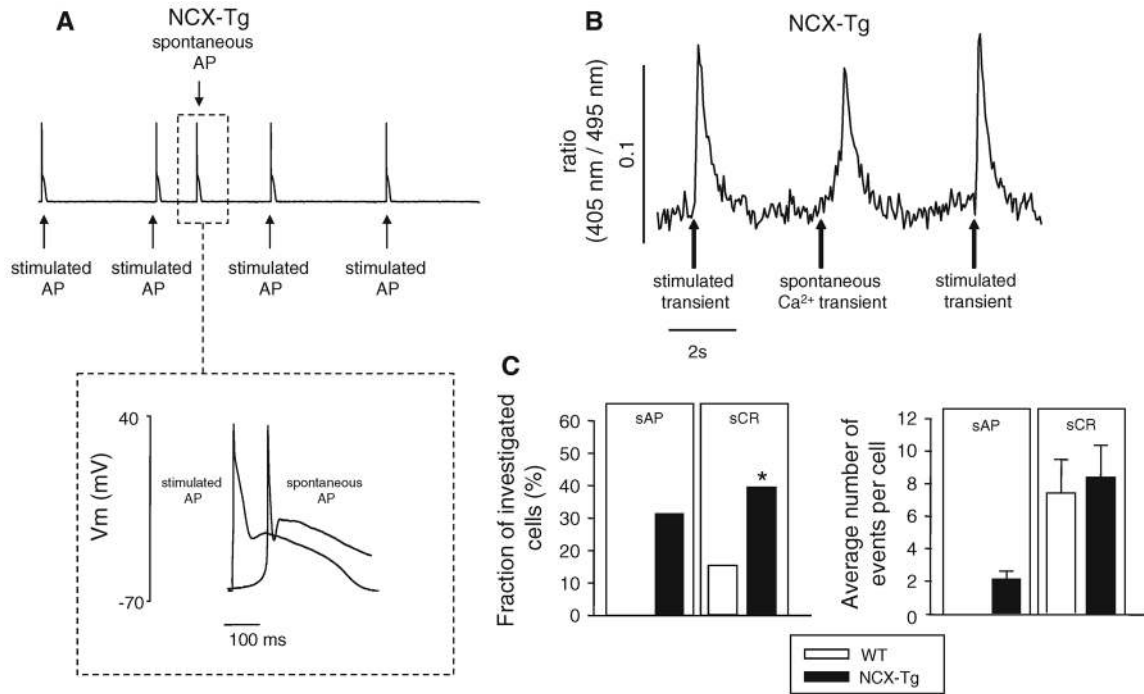 A
NCX-Tg
spontaneous
AP
stimulated
AP
stimulated
AP
stimulated
AP
stimulated
AP
40
Vm (mV)
-70
stimulated
AP
spontaneous
AP
100 ms
B
NCX-Tg
ratio
(405 nm / 495 nm)
0.1
stimulated
transient
spontaneous
Ca²⁺ transient
stimulated
transient
2s
C
Fraction of investigated
cells (%)
60
50
40
30
20
10
0
sAP
sCR
*
Average number of
events per cell
12
10
8
6
4
2
0
sAP
sCR
WT
NCX-Tg